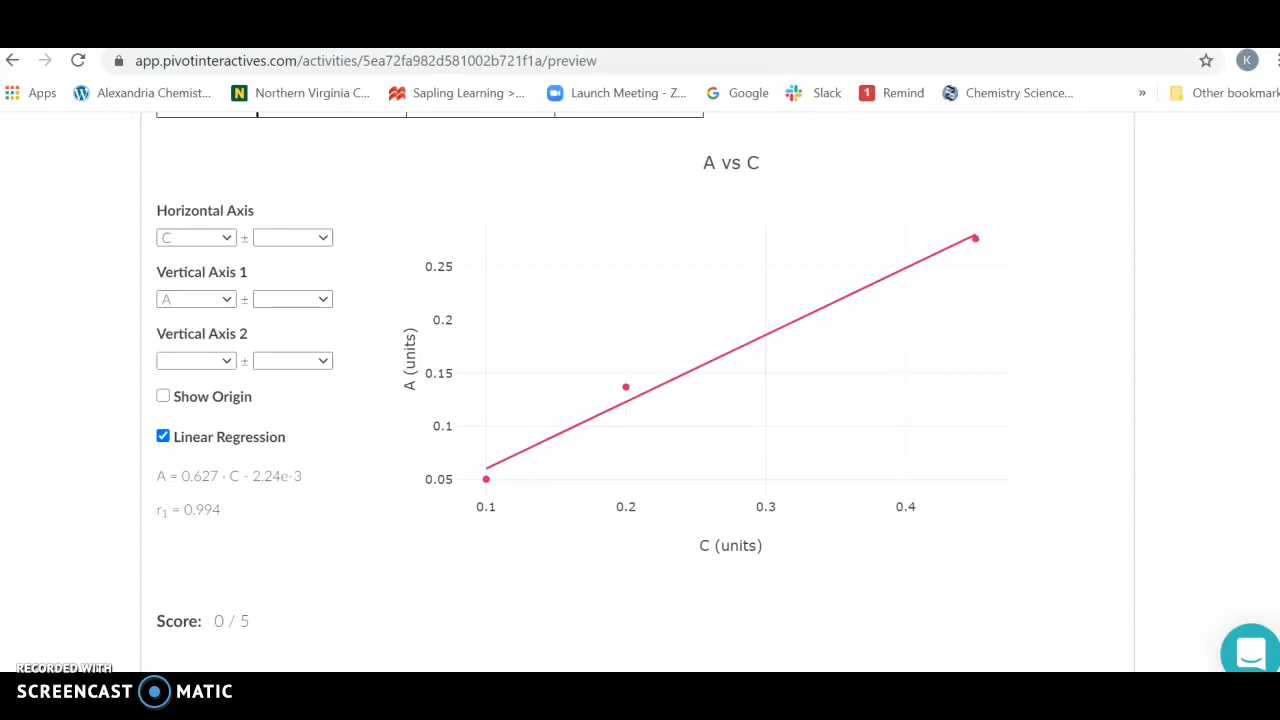 app.pivotinteractives.com/activities/5ea72fa982d581002b721f1a/preview
K
Apps
Alexandria Chemist...
N
Northern Virginia C...
Sapling Learning >...
Launch Meeting - Z...
Google
Slack
1
Remind
Chemistry Science...
»
Other bookmar
A vs C
Horizontal Axis
C
±
Vertical Axis 1
A
±
Vertical Axis 2
±
Show Origin
Linear Regression
A = 0.627 · C - 2.24e-3
r1 = 0.994
A (units)
0.25
0.2
0.15
0.1
0.05
0.1
0.2
0.3
0.4
C (units)
Score: 0 / 5
RECORDED WITH
SCREENCAST MATIC